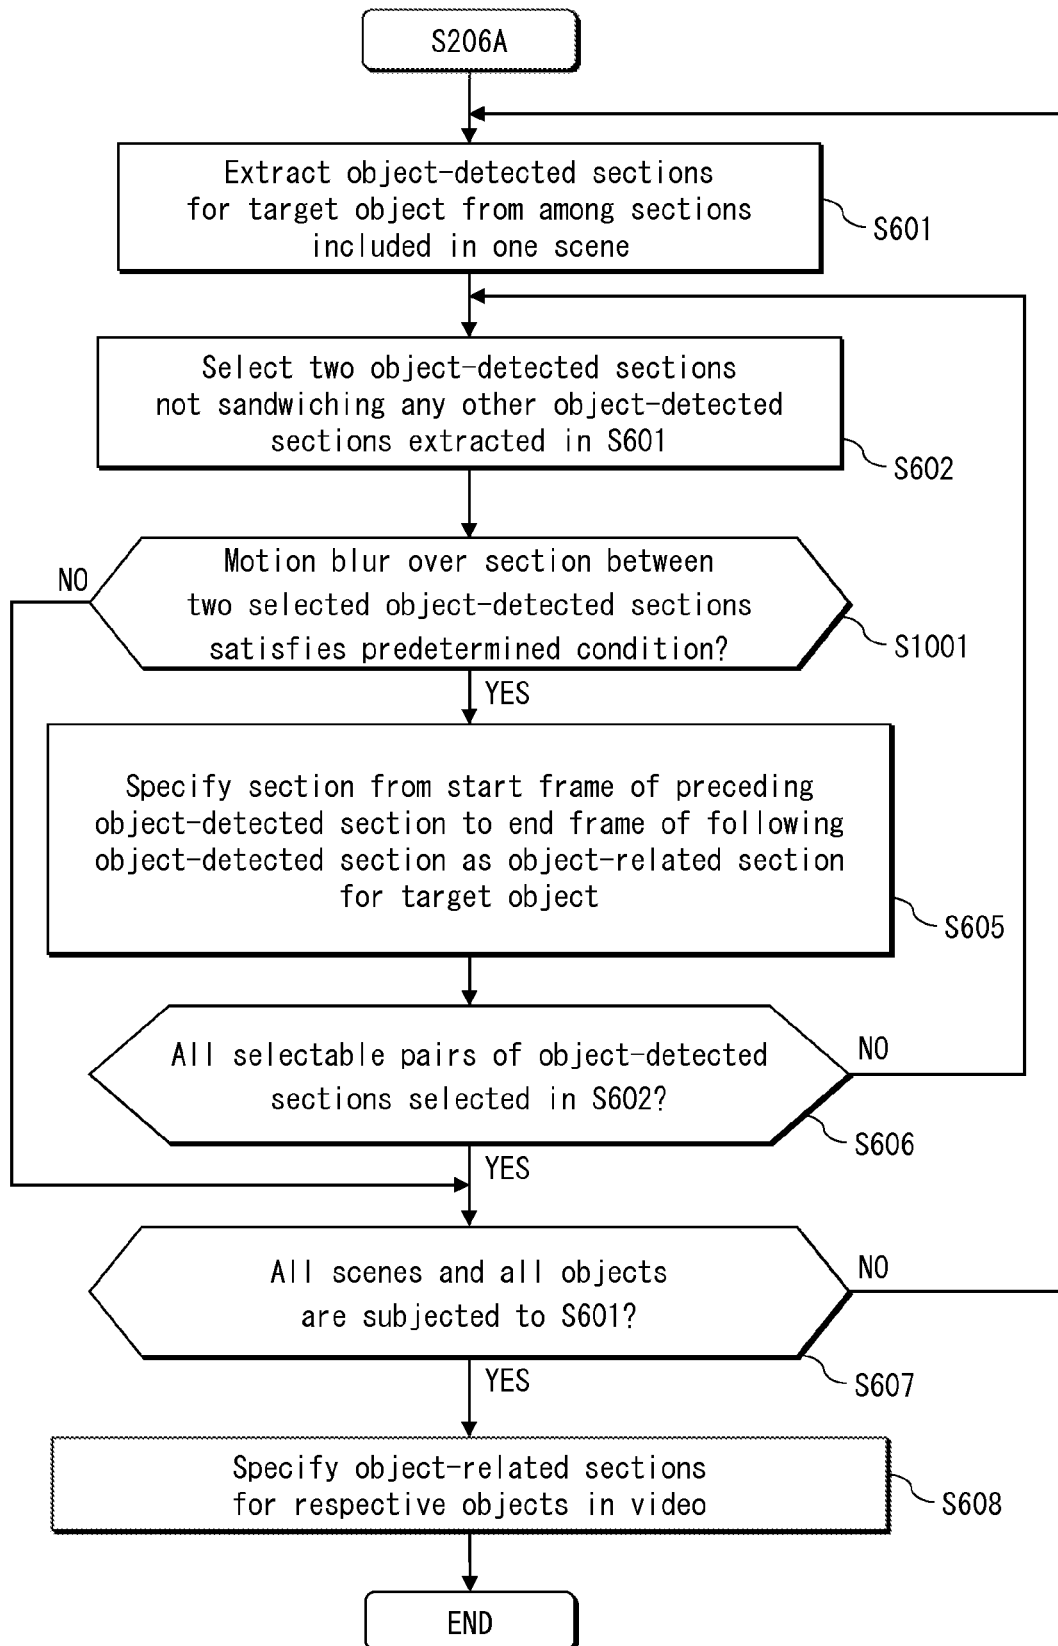 S206A
Extract object-detected sections
for target object from among sections
included in one scene
S601
Select two object-detected sections
not sandwiching any other object-detected
sections extracted in S601
S602
NO
Motion blur over section between
two selected object-detected sections
satisfies predetermined condition?
S1001
YES
Specify section from start frame of preceding
object-detected section to end frame of following
object-detected section as object-related section
for target object
S605
All selectable pairs of object-detected
sections selected in S602?
NO
S606
YES
All scenes and all objects
are subjected to S601?
NO
S607
YES
Specify object-related sections
for respective objects in video
S608
END